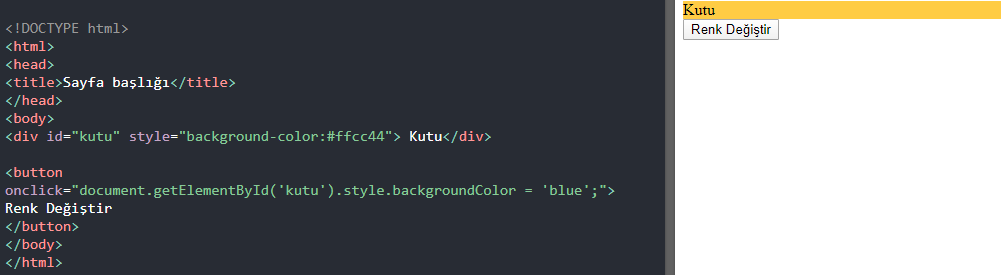 <!DOCTYPE html>
<html>
<head>
<title>Sayfa başlığı</title>
</head>
<body>
<div id="kutu" style="background-color:#ffcc44"> Kutu</div>
<button
onclick="document.getElementById('kutu').style.backgroundColor = 'blue';">
Renk Değiştir
</button>
</body>
</html>
Kutu
Renk Değiştir